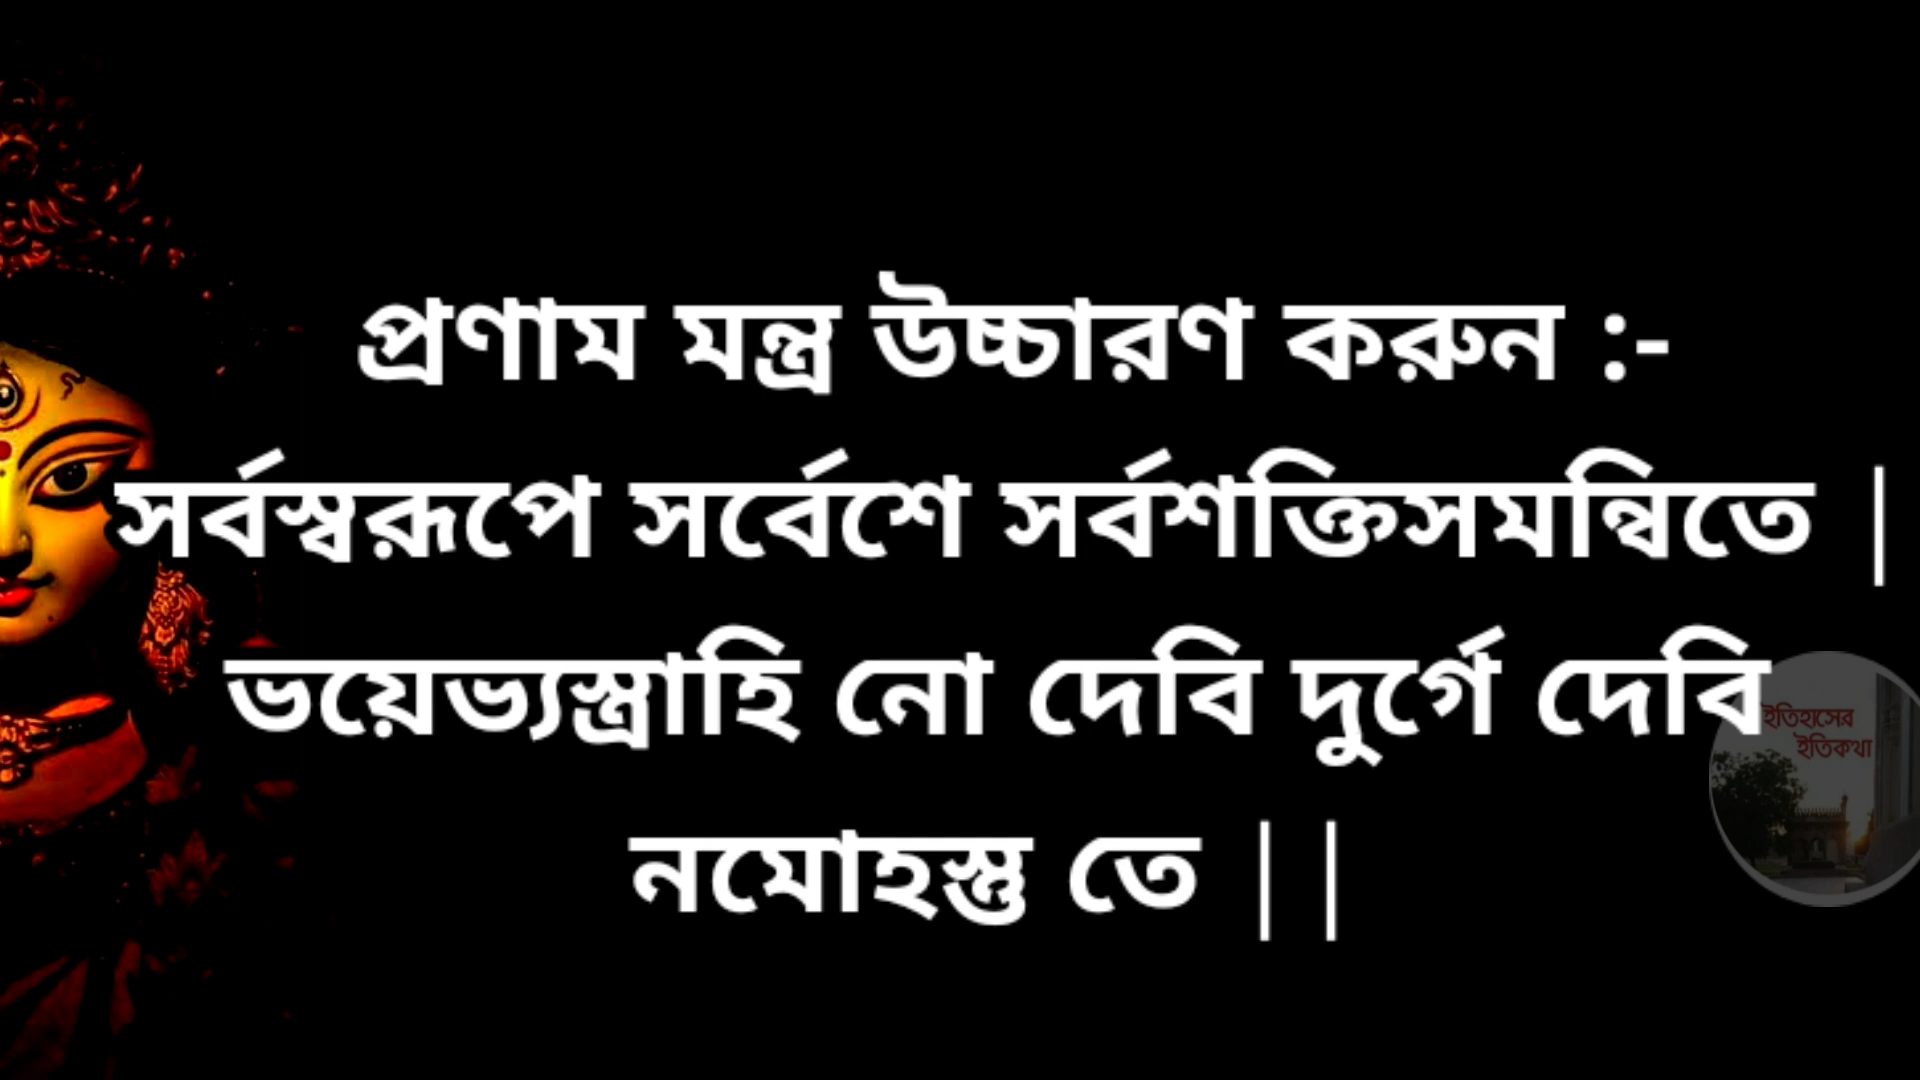 প্রণাম মন্ত্র উচ্চারণ করুন :-
সর্বস্বরূপে সর্বেশে সর্বশক্তিসমন্বিতে |
ভয়েভ্যস্ত্রাহি নো দেবি দুর্গে দেবি
নমোহস্তু তে ||
ইতিহাসের
ইতিকথা